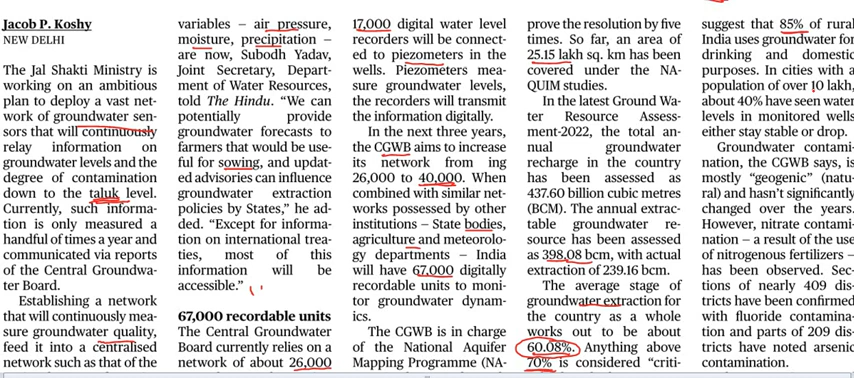 Jacob P. Koshy
NEW DELHI
The Jal Shakti Ministry is
working on an ambitious
plan to deploy a vast net-
work of groundwater sen-
sors that will continuously
relay information on
groundwater levels and the
degree of contamination
down to the taluk level.
Currently, such informa-
tion is only measured a
handful of times a year and
communicated via reports
of the Central Groundwa-
ter Board.
Establishing a network
that will continuously mea-
sure groundwater quality,
feed it into a centralised
network such as that of the
variables – air pressure,
moisture, precipitation –
are now, Subodh Yadav,
Joint Secretary, Depart-
ment of Water Resources,
told The Hindu. “We can
potentially provide
groundwater forecasts to
farmers that would be use-
ful for sowing, and updat-
ed advisories can influence
groundwater extraction
policies by States,” he ad-
ded. “Except for informa-
tion on international trea-
ties, most of this
information will be
accessible.”
67,000 recordable units
The Central Groundwater
Board currently relies on a
network of about 26,000
17,000 digital water level
recorders will be connect-
ed to piezometers in the
wells. Piezometers mea-
sure groundwater levels,
the recorders will transmit
the information digitally.
In the next three years,
the CGWB aims to increase
its network from ing
26,000 to 40,000. When
combined with similar net-
works possessed by other
institutions – State bodies,
agriculture and meteorolo-
gy departments – India
will have 67,000 digitally
recordable units to moni-
tor groundwater dynam-
ics.
The CGWB is in charge
of the National Aquifer
Mapping Programme (NA-
prove the resolution by five
times. So far, an area of
25.15 lakh sq. km has been
covered under the NA-
QUIM studies.
In the latest Ground Wa-
ter Resource Assess-
ment-2022, the total an-
nual groundwater
recharge in the country
has been assessed as
437.60 billion cubic metres
(BCM). The annual extrac-
table groundwater re-
source has been assessed
as 398.08 bcm, with actual
extraction of 239.16 bcm.
The average stage of
groundwater extraction for
the country as a whole
works out to be about
60.08%. Anything above
70% is considered “criti-
suggest that 85% of rural
India uses groundwater for
drinking and domestic
purposes. In cities with a
population of over 10 lakh,
about 40% have seen water
levels in monitored wells
either stay stable or drop.
Groundwater contami-
nation, the CGWB says, is
mostly “geogenic” (natu-
ral) and hasn’t significantly
changed over the years.
However, nitrate contami-
nation – a result of the use
of nitrogenous fertilizers –
has been observed. Sec-
tions of nearly 409 dis-
tricts have been confirmed
with fluoride contamina-
tion and parts of 209 dis-
tricts have noted arsenic
contamination.